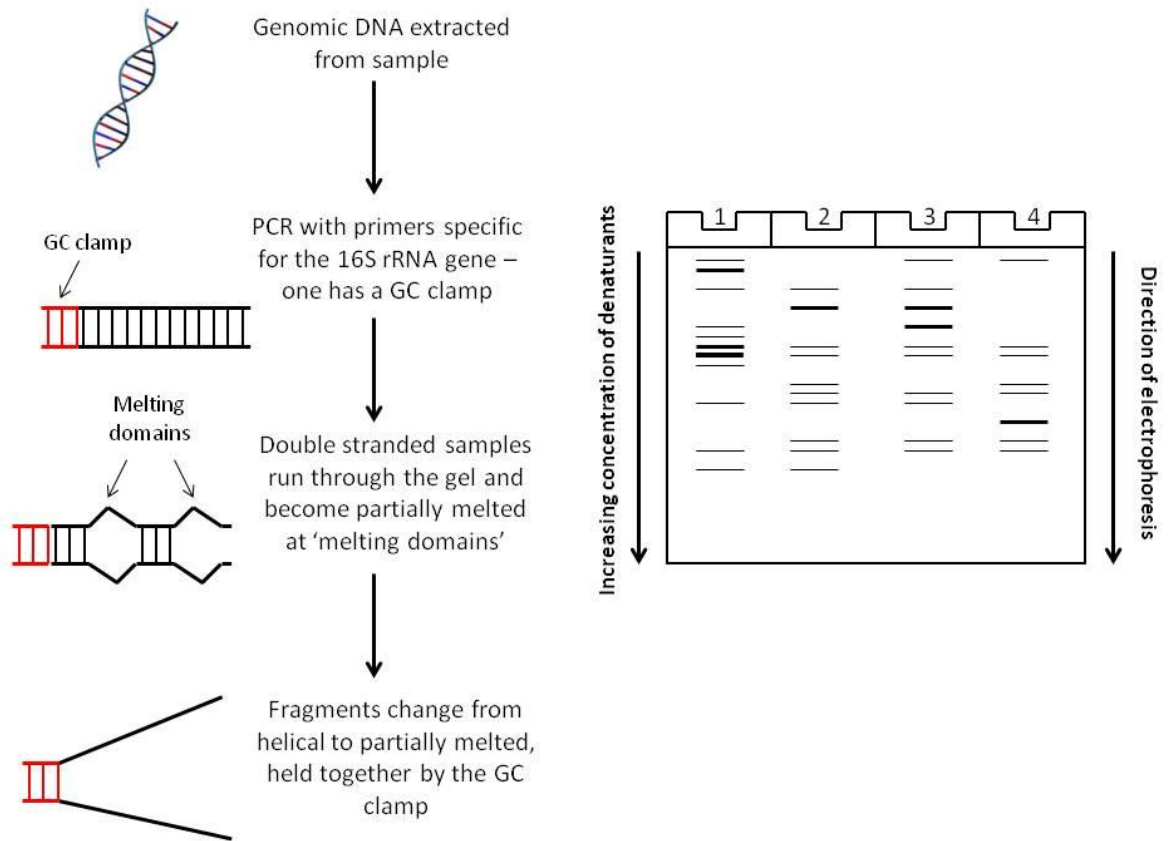 Genomic DNA extracted
from sample
GC clamp
PCR with primers specific
for the 16S rRNA gene –
one has a GC clamp
Melting
domains
Double stranded samples
run through the gel and
become partially melted
at ‘melting domains’
Fragments change from
helical to partially melted,
held together by the GC
clamp
Increasing concentration of denaturants
1 2 3 4
Direction of electrophoresis